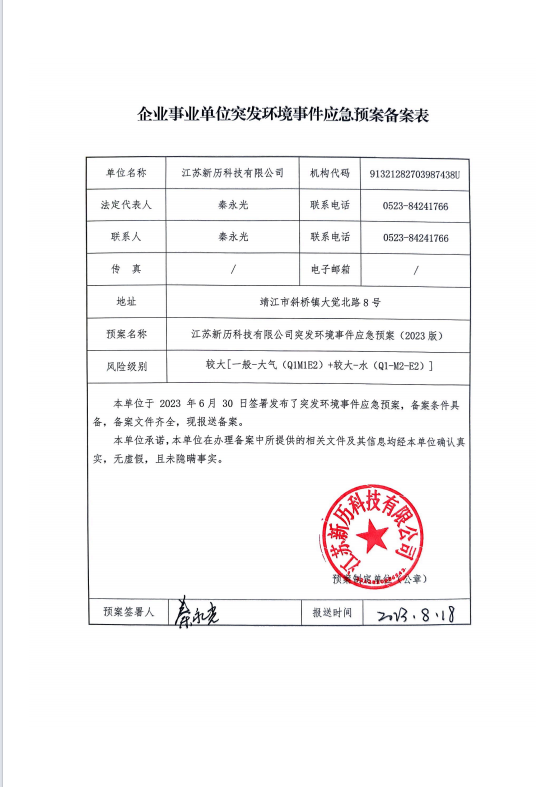 企业事业单位突发环境事件应急预案备案表
单位名称 江苏新历科技有限公司 机构代码 91321282703987438U
法定代表人 秦永光 联系电话 0523-84241766
联系人 秦永光 联系电话 0523-84241766
传 真 / 电子邮箱 /
地址 靖江市斜桥镇大觉北路8号
预案名称 江苏新历科技有限公司突发环境事件应急预案（2023版）
风险级别 较大[一般-大气（Q1M1E2）+较大-水（Q1-M2-E2）]
本单位于 2023 年 6 月 30 日签署发布了突发环境事件应急预案，备案条件具
备，备案文件齐全，现报送备案。
本单位承诺，本单位在办理备案中所提供的相关文件及其信息均经本单位确认真
实，无虚假，且未隐瞒事实。
江苏新历科技有限公司
预案制定单位（公章）
预案签署人 秦永光 报送时间 2023.8.18